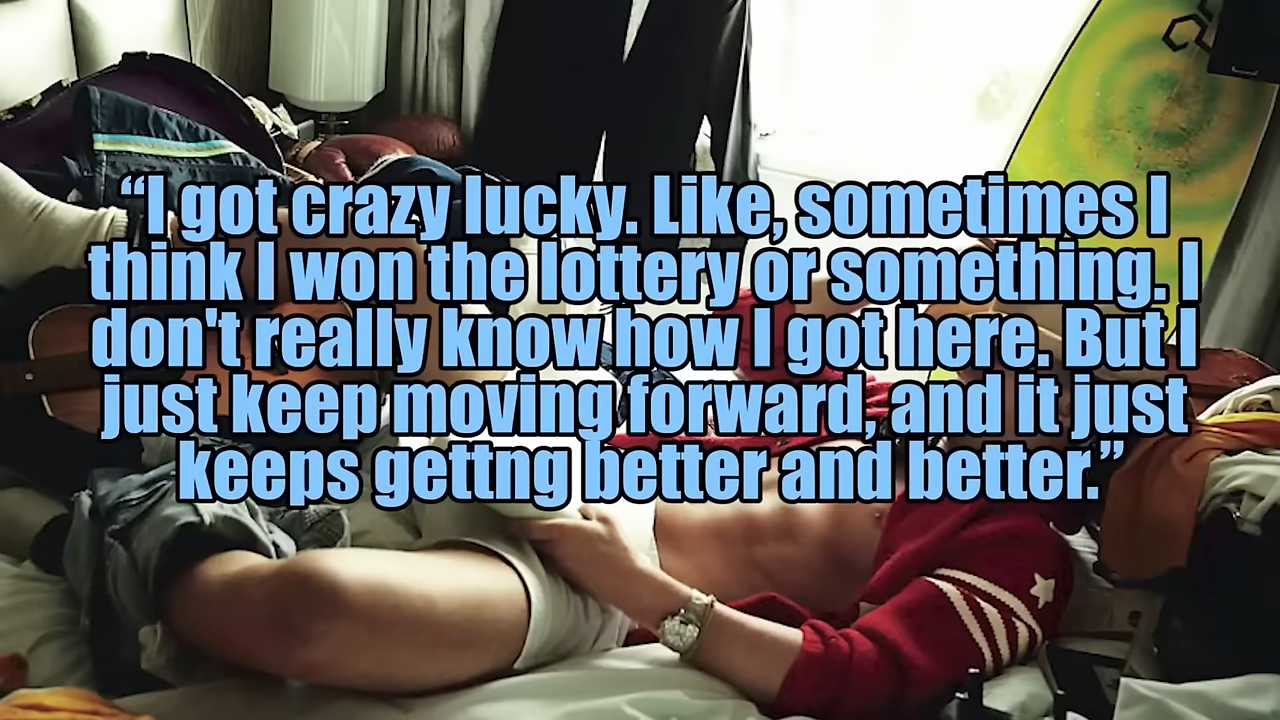 “I got crazy lucky. Like, sometimes I
think I won the lottery or something. I
don't really know how I got here. But I
just keep moving forward, and it just
keeps gettng better and better.”